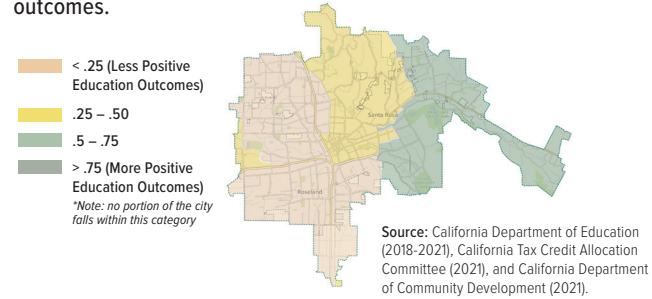 outcomes.
< .25 (Less Positive
Education Outcomes)
.25 – .50
.5 – .75
> .75 (More Positive
Education Outcomes)
*Note: no portion of the city
falls within this category
Santa Rosa
Roseland
Source: California Department of Education
(2018-2021), California Tax Credit Allocation
Committee (2021), and California Department
of Community Development (2021).